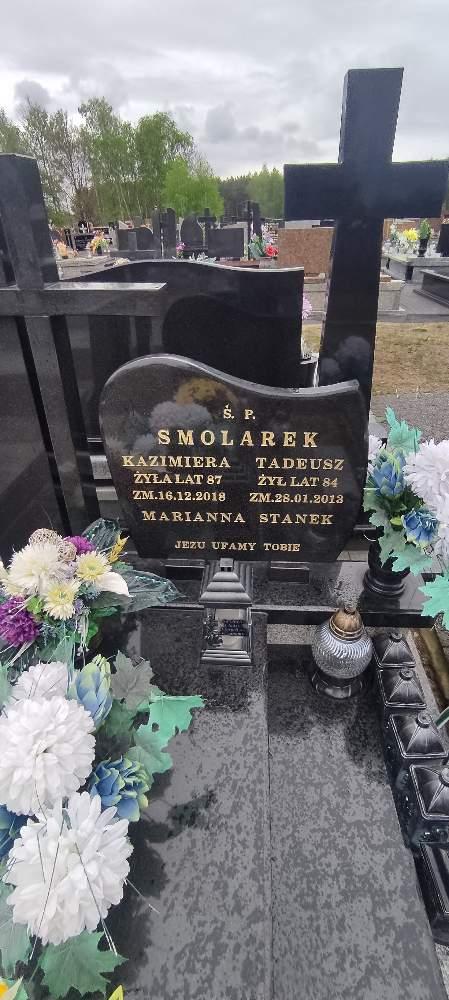 Ś. P.
SMOLAREK
KAZIMIERA TADEUSZ
ŻYŁA LAT 87 ŻYŁ LAT 84
ZM.16.12.2018 ZM.28.01.2013
MARIANNA STANEK
JEZU UFAMY TOBIE